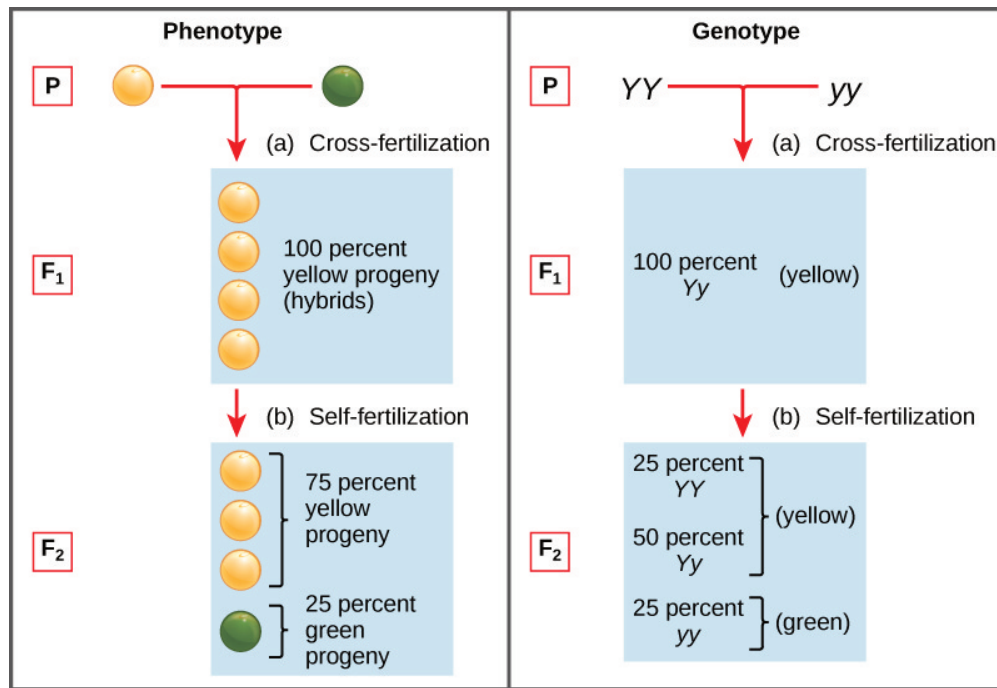 Phenotype
P
(a) Cross-fertilization
F₁
100 percent
yellow progeny
(hybrids)
(b) Self-fertilization
F₂
75 percent
yellow
progeny
25 percent
green
progeny
Genotype
P
YY
yy
(a) Cross-fertilization
F₁
100 percent
Yy
(yellow)
(b) Self-fertilization
F₂
25 percent
YY
50 percent
Yy
(yellow)
25 percent
yy
(green)